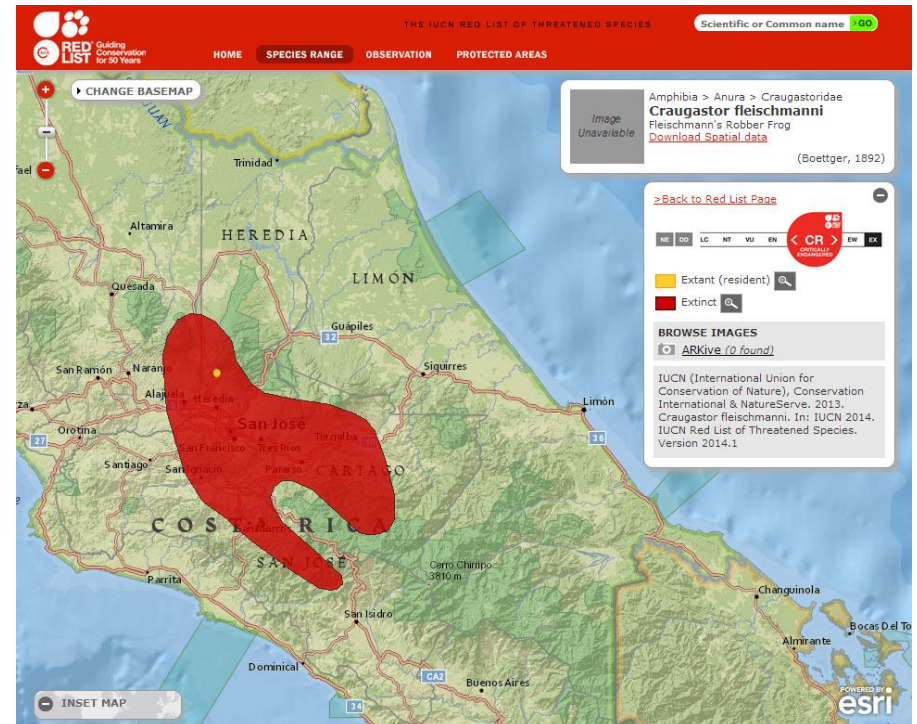 THE IUCN RED LIST OF THREATENED SPECIES
Scientific or Common name >GO
RED LIST
Guiding Conservation for 50 Years
HOME SPECIES RANGE OBSERVATION PROTECTED AREAS
CHANGE BASEMAP
Image Unavailable
Amphibia > Anura > Craugastoridae
Craugastor fleischmanni
Fleischmann's Robber Frog
Download Spatial data
(Boettger, 1892)
>Back to Red List Page
NE DD LC NT VU EN < CR > EW EX
CRITICALLY ENDANGERED
Extant (resident)
Extinct
BROWSE IMAGES
ARKive (0 found)
IUCN (International Union for
Conservation of Nature), Conservation
International & NatureServe. 2013.
Craugastor fleischmanni. In: IUCN 2014.
IUCN Red List of Threatened Species.
Version 2014.1
Trinidad
Altamira
HEREDIA
LIMÓN
Quesada
Guápiles
32
Siquirres
San Ramón
Naranjo
Alajuela
Heredia
Limón
San José
Orotina
27
San Francisco
Tres Ríos
Turrialba
36
Santiago
San Ignacio
Paraíso
CARTAGO
COSTA RICA
SAN JOSÉ
Cerro Chirripo
3810 m
Parrita
San Isidro
Changuinola
Bocas Del To
Almirante
Dominical
CA2
Buenos Aires
34
INSET MAP
POWERED BY
esri